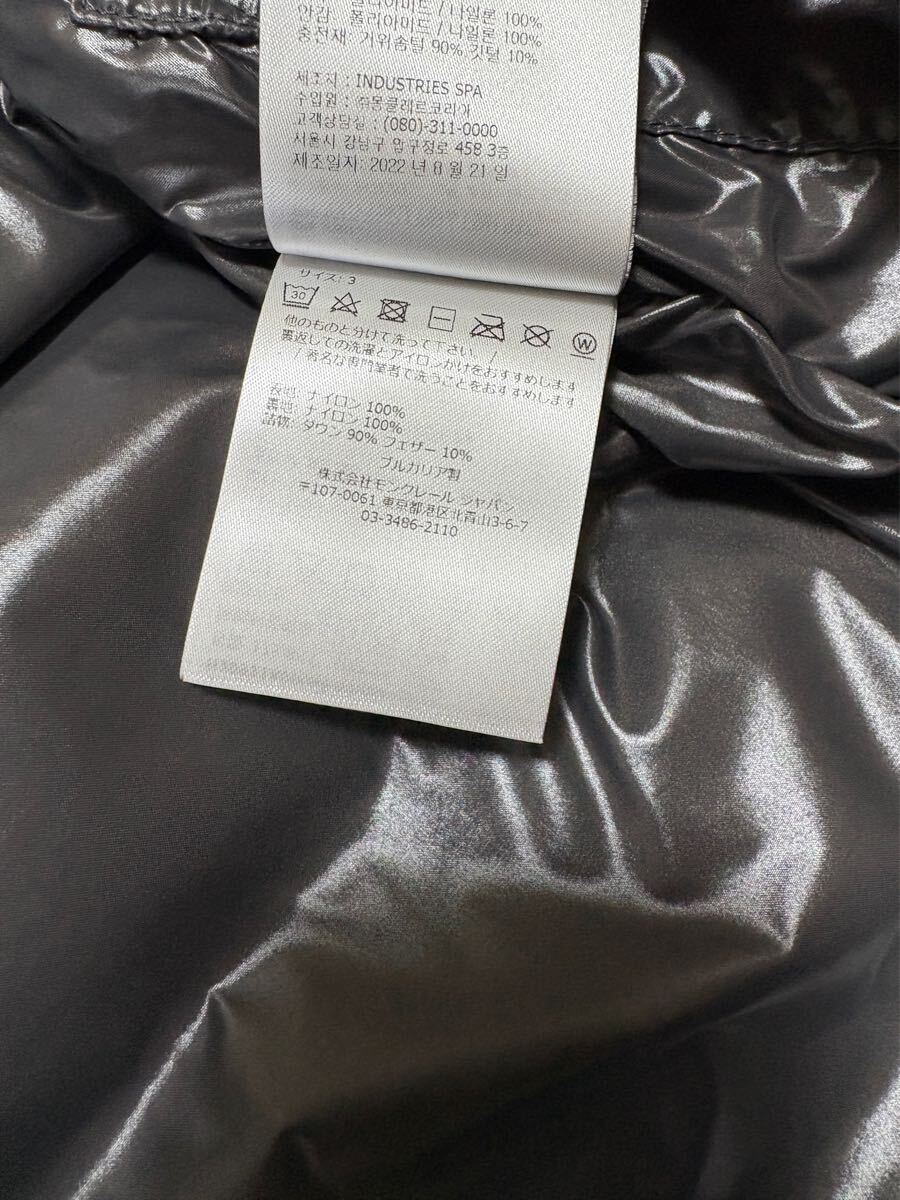 폴리아미드 / 나일론 100%
안감 폴리아미드 / 나일론 100%
충전재: 거위솜털 90% 깃털 10%
제조자 : INDUSTRIES SPA
수입원 : ㈜몽클레르코리아
고객상담실 : (080)-311-0000
서울시 강남구 압구정로 458 3층
제조일자: 2022 년 8 월 21 일
サイズ: 3
30
W
他のものと分けて洗って下さい /
裏返しての洗濯とアイロンかけをおすすめします
/ 著名な専門業者で洗うことをおすすめします
表地: ナイロン 100%
裏地: ナイロン 100%
詰物: ダウン 90% フェザー 10%
ブルガリア製
株式会社モンクレール ジャパン
〒107-0061 東京都港区北青山3-6-7
03-3486-2110